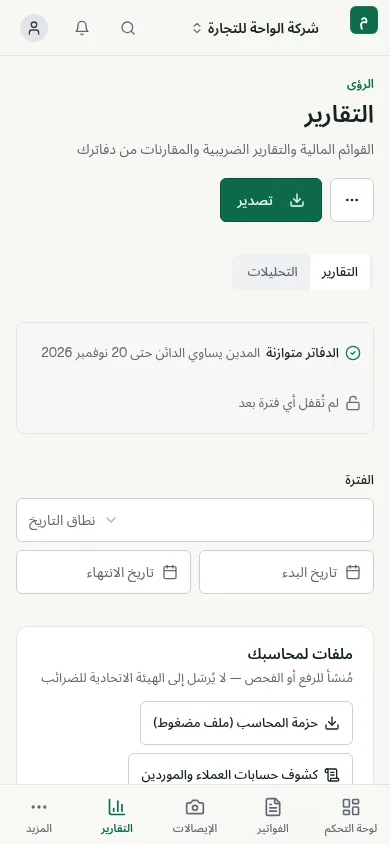 م
شركة الواحة للتجارة
الرؤى
التقارير
القوائم المالية والتقارير الضريبية والمقارنات من دفاترك
تصدير
التقارير
التحليلات
الدفاتر متوازنة المدين يساوي الدائن حتى 20 نوفمبر 2026
لم تُقفل أي فترة بعد
الفترة
نطاق التاريخ
تاريخ البدء
تاريخ الانتهاء
ملفات لمحاسبك
مُنشأ للرفع أو الفحص — لا يُرسَل إلى الهيئة الاتحادية للضرائب
حزمة المحاسب (ملف مضغوط)
كشوف حسابات العملاء والموردين
لوحة التحكم
الفواتير
الإيصالات
التقارير
المزيد